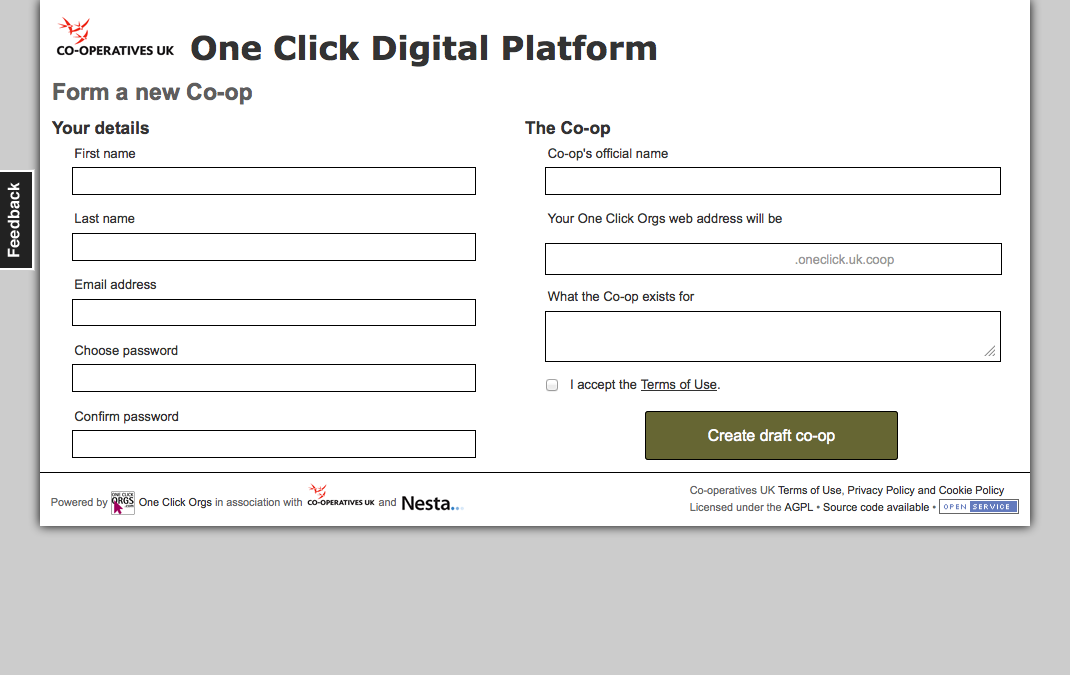 CO-OPERATIVES UK
One Click Digital Platform
Form a new Co-op
Your details
First name
Last name
Email address
Choose password
Confirm password
The Co-op
Co-op's official name
Your One Click Orgs web address will be
.oneclick.uk.coop
What the Co-op exists for
I accept the Terms of Use.
Create draft co-op
Feedback
Powered by ONE CLICK ORGS .com One Click Orgs in association with CO-OPERATIVES UK and Nesta...
Co-operatives UK Terms of Use, Privacy Policy and Cookie Policy
Licensed under the AGPL • Source code available • OPEN SERVICE